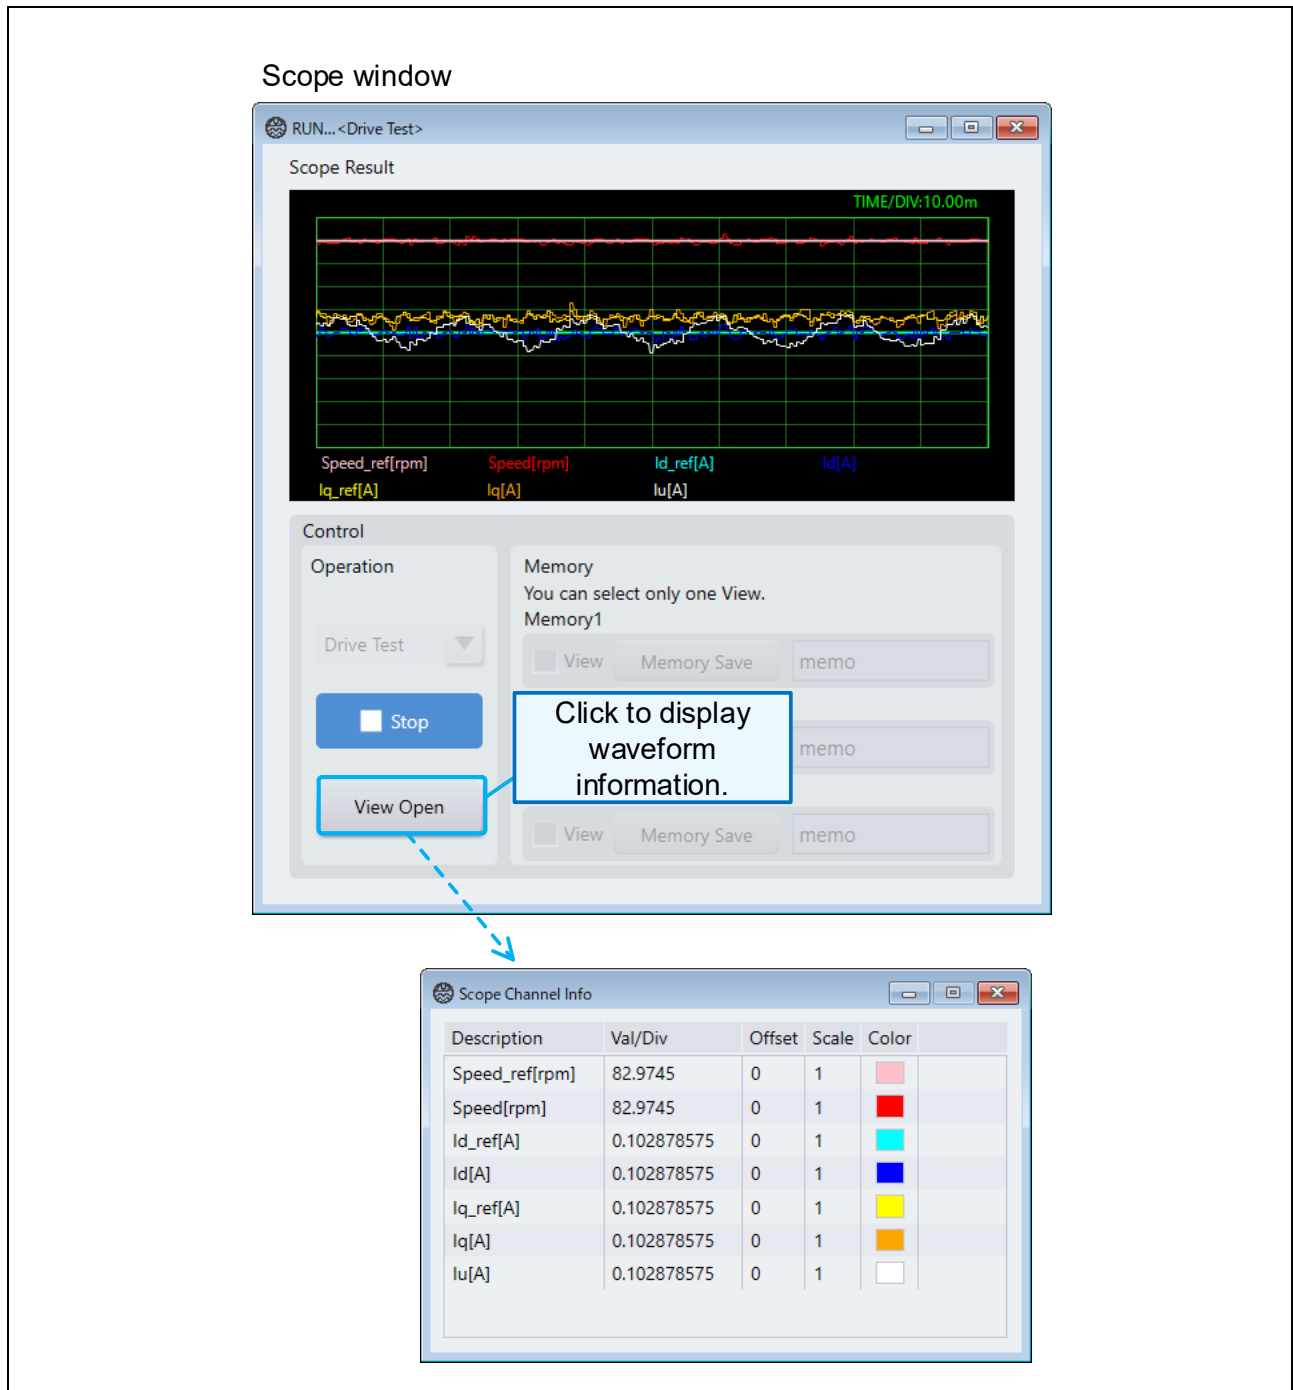 Scope window
RUN...<Drive Test>
Scope Result
TIME/DIV:10.00m
Speed_ref[rpm] Speed[rpm] Id_ref[A] Id[A]
Iq_ref[A] Iq[A] Iu[A]
Control
Operation
Drive Test
Stop
View Open
Memory
You can select only one View.
Memory1
View Memory Save memo
Click to display
waveform
information.
memo
View Memory Save memo
Scope Channel Info
Description Val/Div Offset Scale Color
Speed_ref[rpm] 82.9745 0 1
Speed[rpm] 82.9745 0 1
Id_ref[A] 0.102878575 0 1
Id[A] 0.102878575 0 1
Iq_ref[A] 0.102878575 0 1
Iq[A] 0.102878575 0 1
Iu[A] 0.102878575 0 1